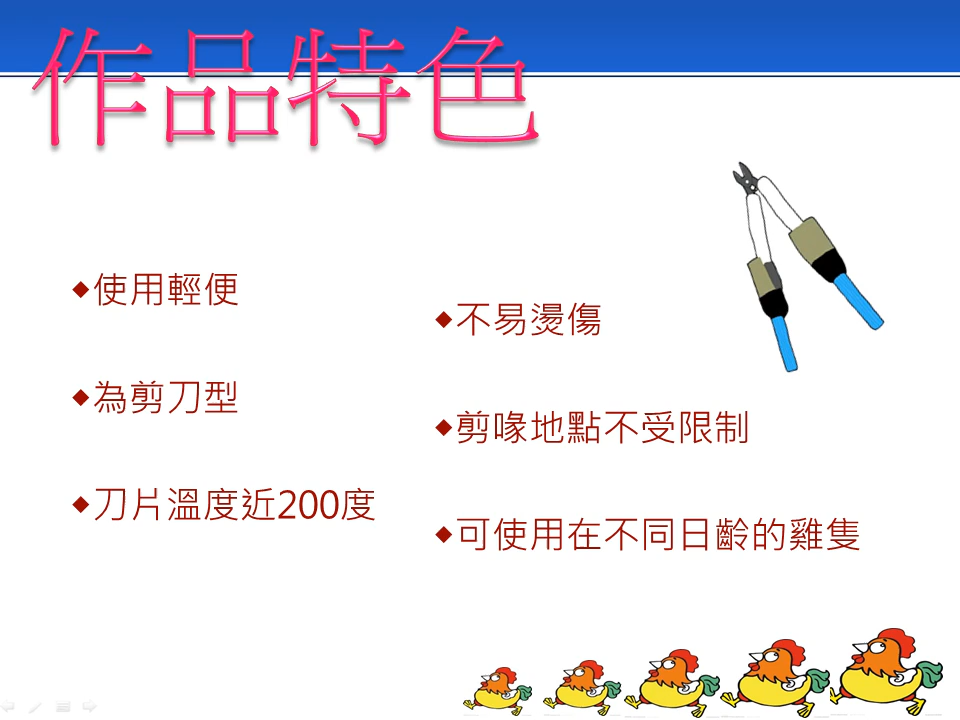 作品特色
◆使用輕便
◆為剪刀型
◆刀片溫度近200度
◆不易燙傷
◆剪喙地點不受限制
◆可使用在不同日齡的雞隻